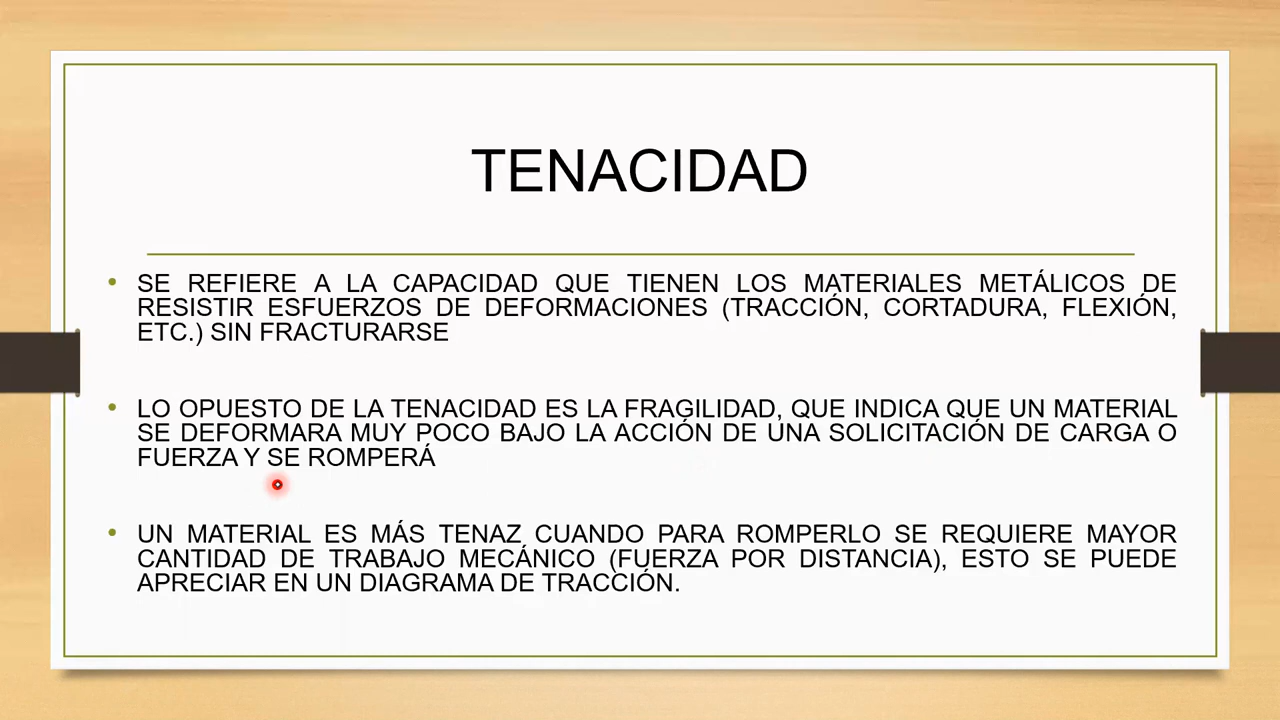 TENACIDAD
• SE REFIERE A LA CAPACIDAD QUE TIENEN LOS MATERIALES METÁLICOS DE
RESISTIR ESFUERZOS DE DEFORMACIONES (TRACCIÓN, CORTADURA, FLEXIÓN,
ETC.) SIN FRACTURARSE
• LO OPUESTO DE LA TENACIDAD ES LA FRAGILIDAD, QUE INDICA QUE UN MATERIAL
SE DEFORMARA MUY POCO BAJO LA ACCIÓN DE UNA SOLICITACIÓN DE CARGA O
FUERZA Y SE ROMPERÁ
• UN MATERIAL ES MÁS TENAZ CUANDO PARA ROMPERLO SE REQUIERE MAYOR
CANTIDAD DE TRABAJO MECÁNICO (FUERZA POR DISTANCIA), ESTO SE PUEDE
APRECIAR EN UN DIAGRAMA DE TRACCIÓN.